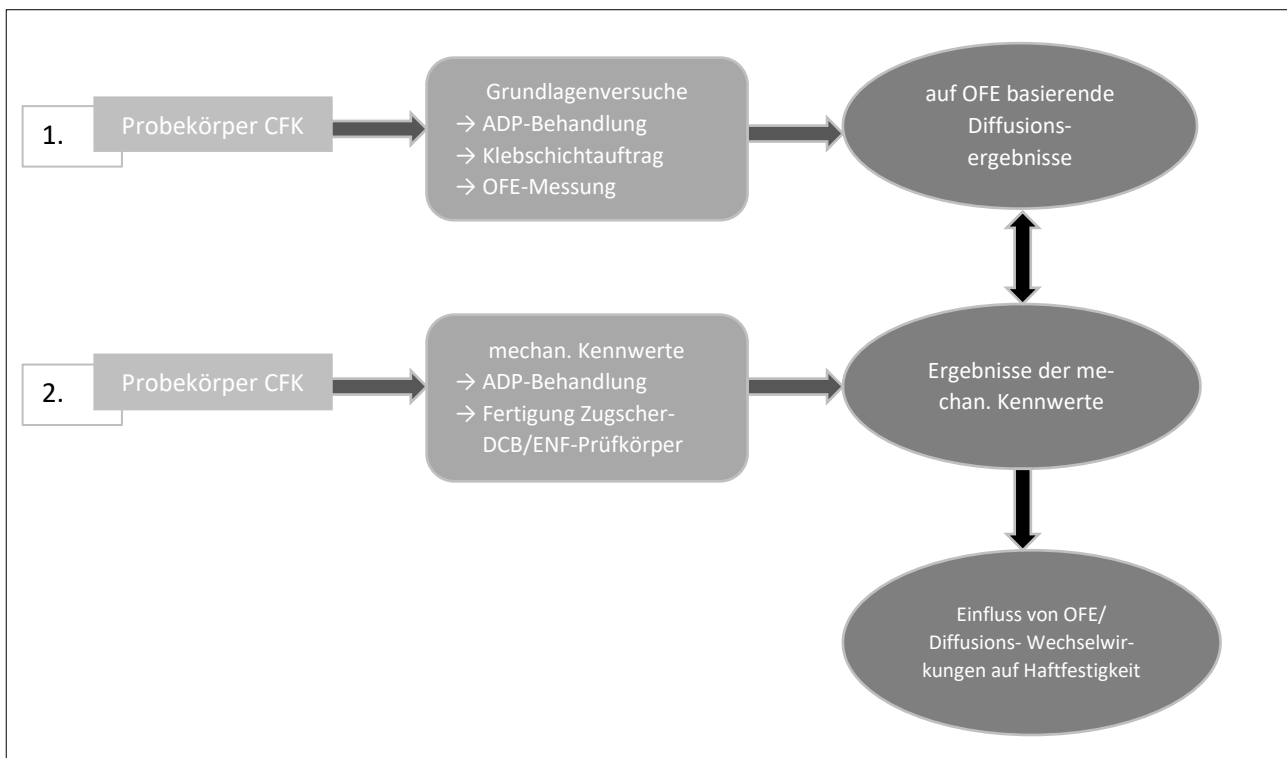 1.
Probekörper CFK
Grundlagenversuche
→ ADP-Behandlung
→ Klebschichtauftrag
→ OFE-Messung
auf OFE basierende
Diffusions-
ergebnisse
2.
Probekörper CFK
mechan. Kennwerte
→ ADP-Behandlung
→ Fertigung Zugscher-
DCB/ENF-Prüfkörper
Ergebnisse der me-
chan. Kennwerte
Einfluss von OFE/
Diffusions- Wechselwir-
kungen auf Haftfestigkeit